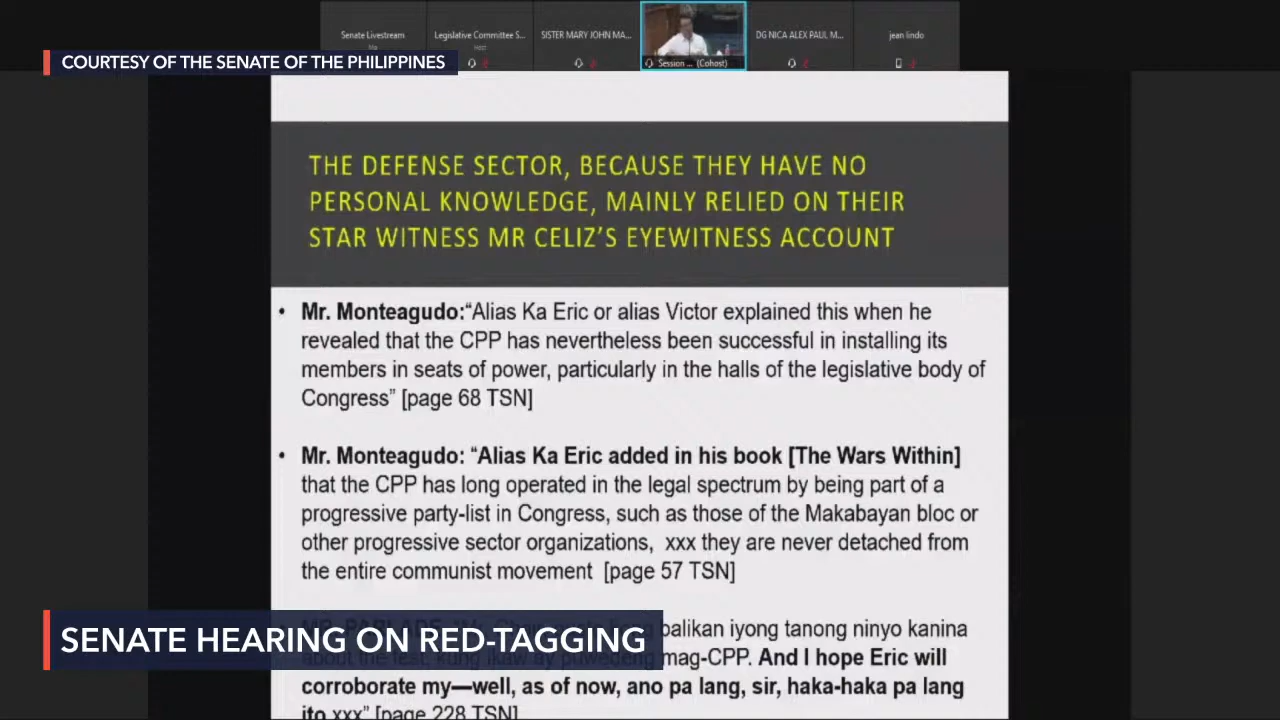 Senate Livestream
Legislative Committee S...
Host
SISTER MARY JOHN MA...
Session ... (Cohost)
DG NICA ALEX PAUL M...
jean lindo
COURTESY OF THE SENATE OF THE PHILIPPINES
THE DEFENSE SECTOR, BECAUSE THEY HAVE NO
PERSONAL KNOWLEDGE, MAINLY RELIED ON THEIR
STAR WITNESS MR CELIZ'S EYEWITNESS ACCOUNT
• Mr. Monteagudo:“Alias Ka Eric or alias Victor explained this when he
revealed that the CPP has nevertheless been successful in installing its
members in seats of power, particularly in the halls of the legislative body of
Congress” [page 68 TSN]
• Mr. Monteagudo: “Alias Ka Eric added in his book [The Wars Within]
that the CPP has long operated in the legal spectrum by being part of a
progressive party-list in Congress, such as those of the Makabayan bloc or
other progressive sector organizations, xxx they are never detached from
the entire communist movement [page 57 TSN]
balikan iyong tanong ninyo kanina
mag-CPP. And I hope Eric will
corroborate my—well, as of now, ano pa lang, sir, haka-haka pa lang
ito xxx” [page 228 TSN]
SENATE HEARING ON RED-TAGGING